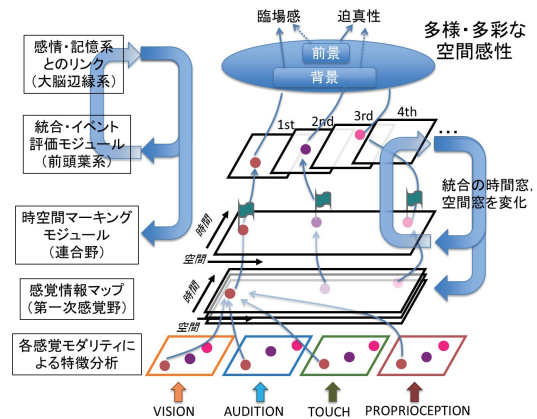 臨場感
迫真性
多様・多彩な
空間感性
感情・記憶系
とのリンク
(大脳辺縁系)
前景
背景
1st
2nd
3rd
4th
…
統合・イベント
評価モジュール
(前頭葉系)
統合の時間窓,
空間窓を変化
時空間マーキング
モジュール
(連合野)
時間
空間
感覚情報マップ
(第一次感覚野)
時間
空間
各感覚モダリティに
よる特徴分析
VISION
AUDITION
TOUCH
PROPRIOCEPTION